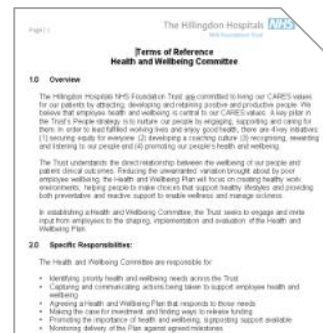 Page | 1
The Hillingdon Hospitals NHS
NHS Foundation Trust
Terms of Reference
Health and Wellbeing Committee
1.0 Overview
The Hillingdon Hospitals NHS Foundation Trust are committed to living our CARES values
for our patients by attracting, developing and retaining positive and productive people. We
believe that employee health and wellbeing is central to our CARES values. A key pillar in
the Trust's People strategy is to nurture our people by engaging, supporting and caring for
them. In order to lead fulfilled working lives and enjoy good health, there are 4 key initiatives
(1) securing equity for everyone (2) developing a coaching culture (3) recognising, rewarding
and listening to our people and (4) promoting our people's health and wellbeing.
The Trust understands the direct relationship between the wellbeing of our people and
patient clinical outcomes. Reducing the unwarranted variation brought about by poor
employee wellbeing, the Health and Wellbeing Plan will focus on creating healthy work
environments, helping people to make choices that support healthy lifestyles and providing
both preventative and reactive support to enable wellness and manage sickness.
In establishing a Health and Wellbeing Committee, the Trust seeks to engage and invite
input from employees to the shaping, implementation and evaluation of the Health and
Wellbeing Plan.
2.0 Specific Responsibilities:
The Health and Wellbeing Committee are responsible for:
• Identifying priority health and wellbeing needs across the Trust
• Capturing and communicating actions being taken to support employee health and
wellbeing
• Agreeing a Health and Wellbeing Plan that responds to those needs
• Making the case for investment and finding ways to release funding
• Promoting the importance of health and wellbeing, signposting support available
• Monitoring delivery of the Plan against agreed milestones